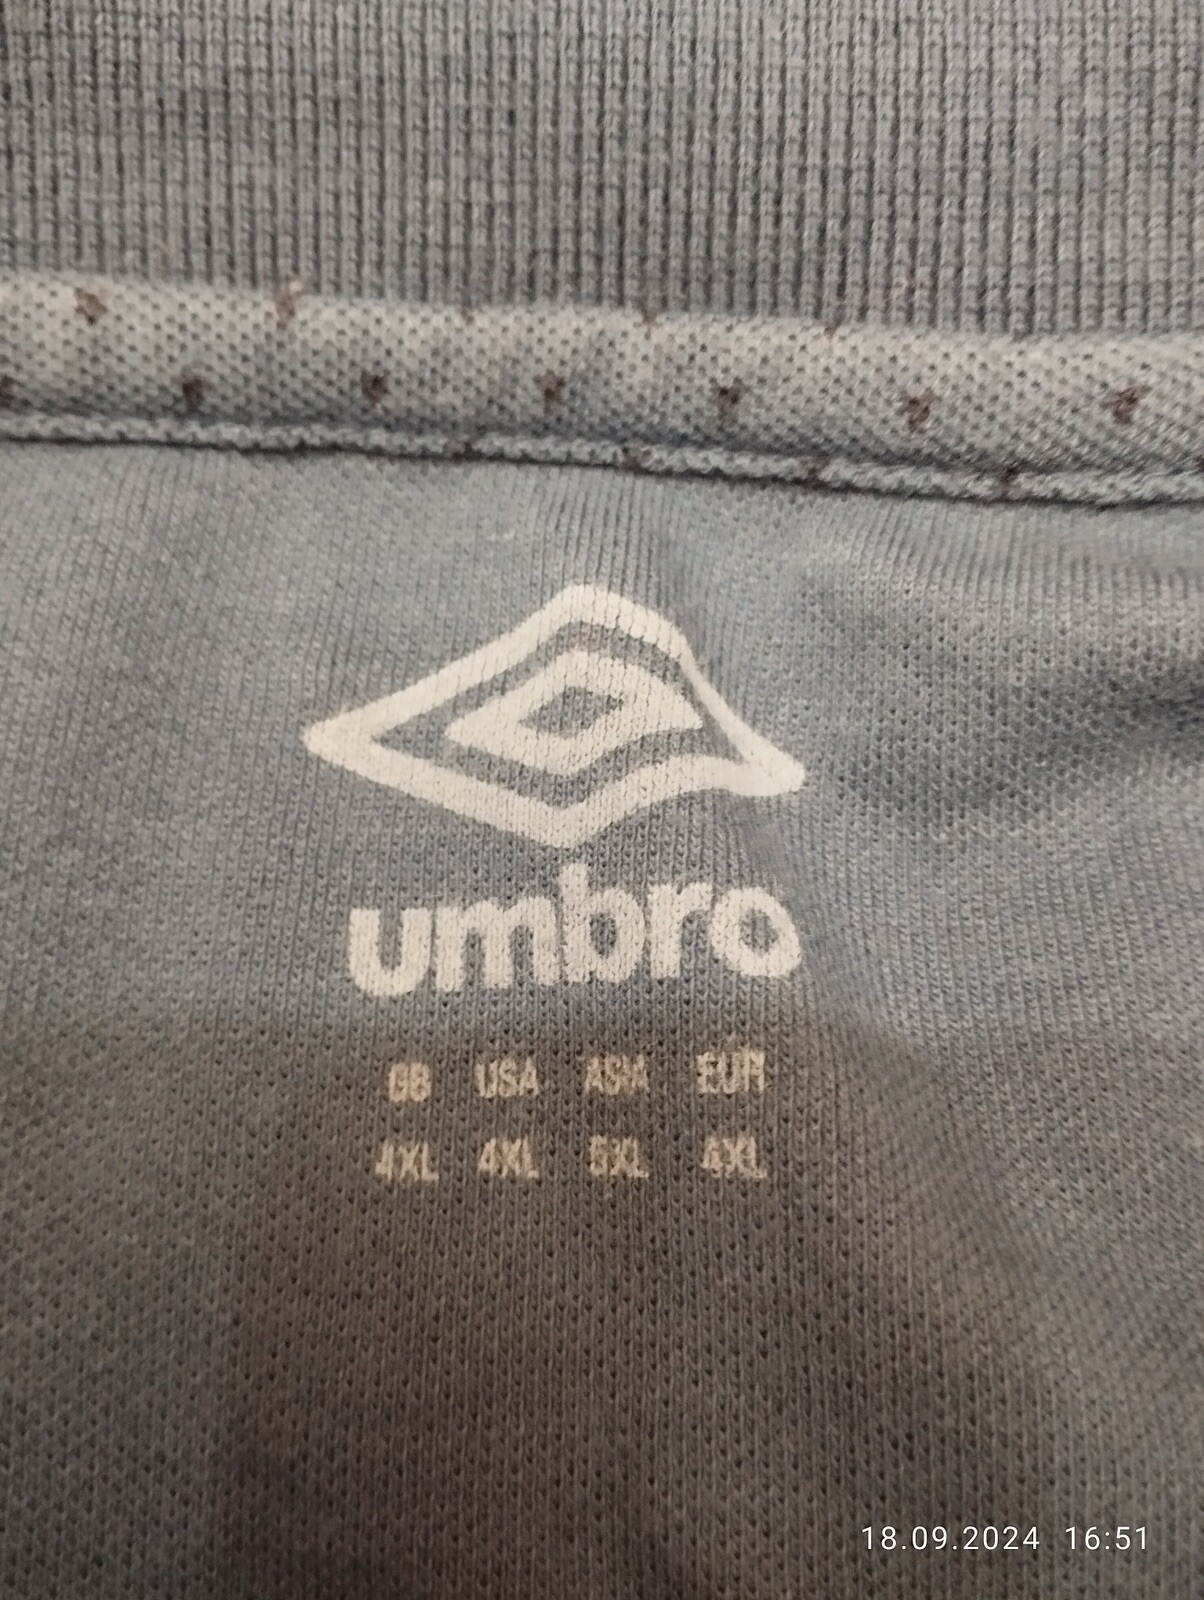 umbro
GB USA ASIA EUR
4XL 4XL 5XL 4XL
18.09.2024 16:51